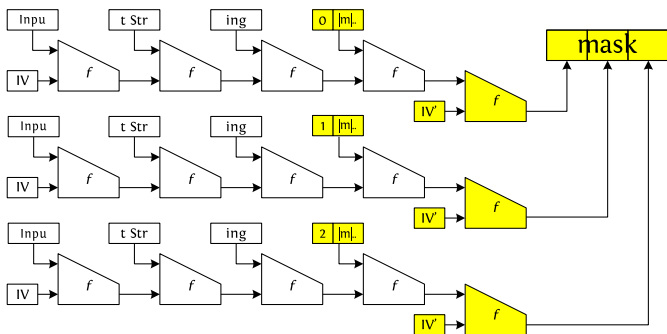 Inpu t Str ing 0 |m|..
mask
f f f f
IV f
IV'
Inpu t Str ing 1 |m|..
f f f f
IV f
IV'
Inpu t Str ing 2 |m|..
f f f f
IV f
IV'